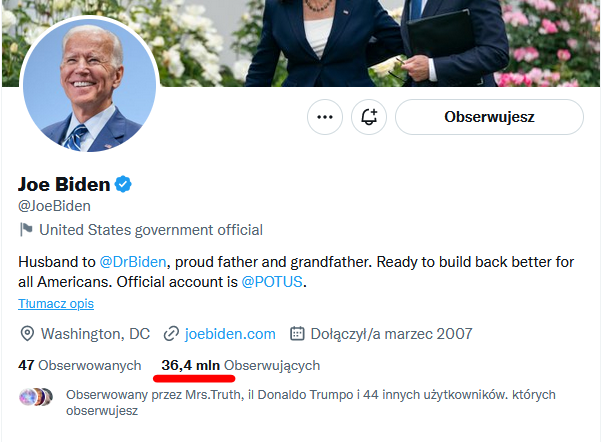 Obserwujesz
Joe Biden
@JoeBiden
United States government official
Husband to @DrBiden, proud father and grandfather. Ready to build back better for
all Americans. Official account is @POTUS.
Tłumacz opis
Washington, DC joebiden.com Dołączył/a marzec 2007
47 Obserwowanych 36,4 mln Obserwujących
Obserwowany przez Mrs.Truth, il Donaldo Trumpo i 44 innych użytkowników. których
obserwujesz